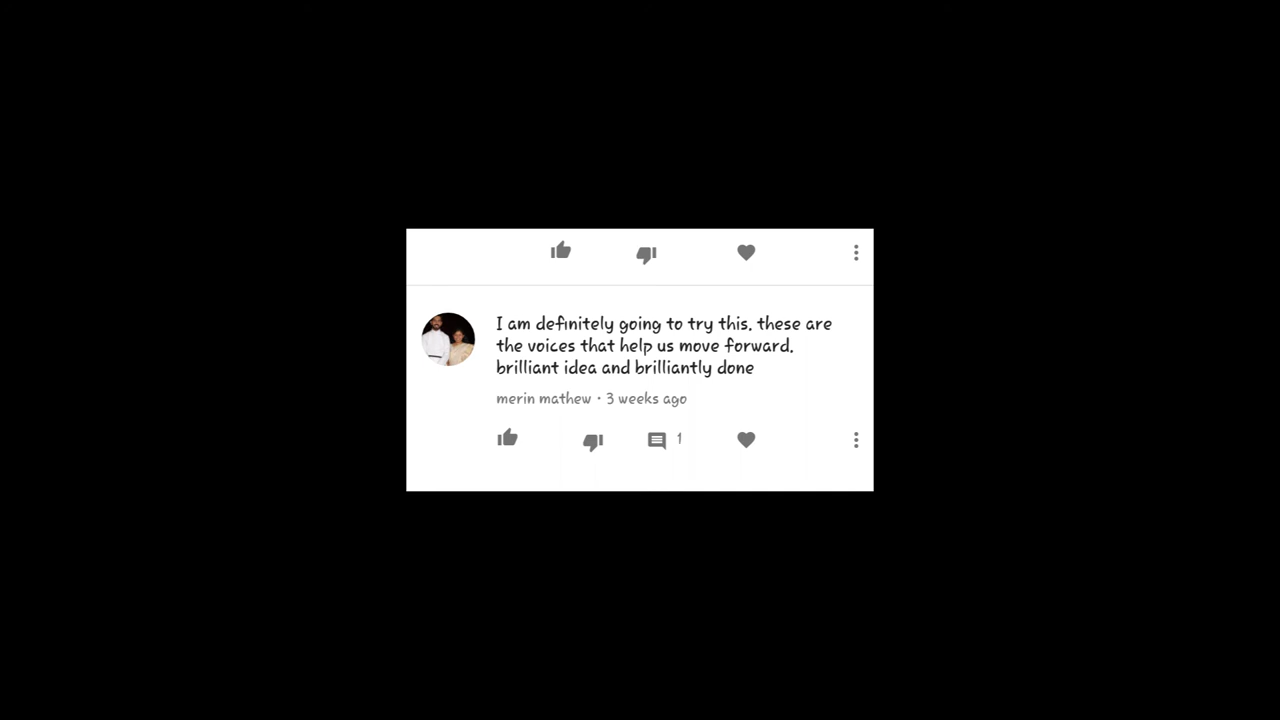 I am definitely going to try this. these are
the voices that help us move forward.
brilliant idea and brilliantly done
merin mathew · 3 weeks ago
1